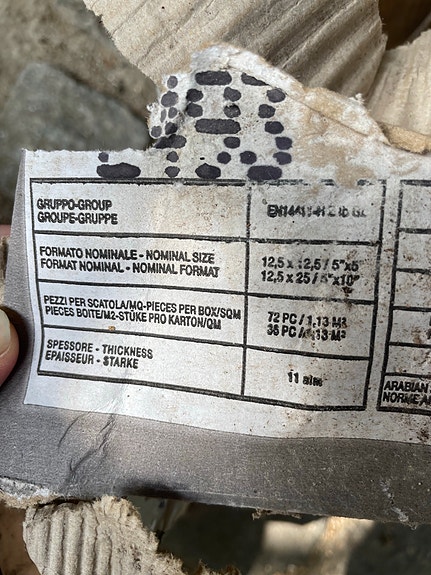 GRUPPO-GROUP
GROUPE-GRUPPE
FORMATO NOMINALE - NOMINAL SIZE
FORMAT NOMINAL - NOMINAL FORMAT
12,5 x 12,5 / 5"x5"
12,5 x 25 / 5"x10"
PEZZI PER SCATOLA/MQ-PIECES PER BOX/SQM
PIECES BOITE/M2-STÜKE PRO KARTON/QM
72 PC / 1,13 M²
36 PC / 1,13 M²
SPESSORE - THICKNESS
EPAISSEUR - STARKE
11 mm
ARABIAN
NORME